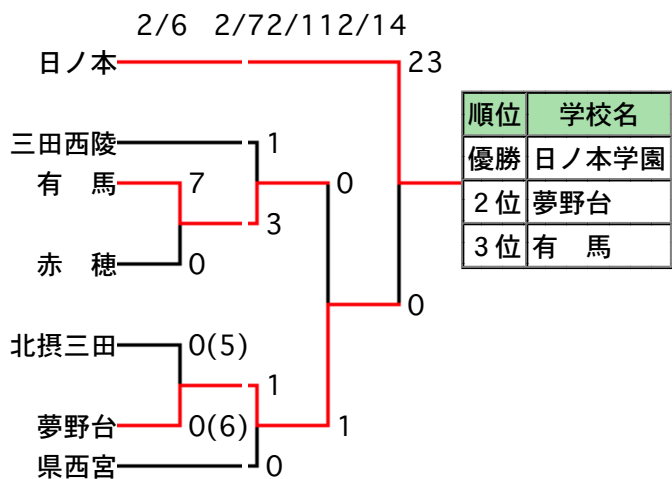 2/6 2/72/112/14
日ノ本 23
順位 学校名
三田西陵 1
優勝 日ノ本学園
有　馬 7 0
2位 夢野台
3
3位 有　馬
赤　穂 0
0
北摂三田 0(5)
1
夢野台 0(6) 1
県西宮 0